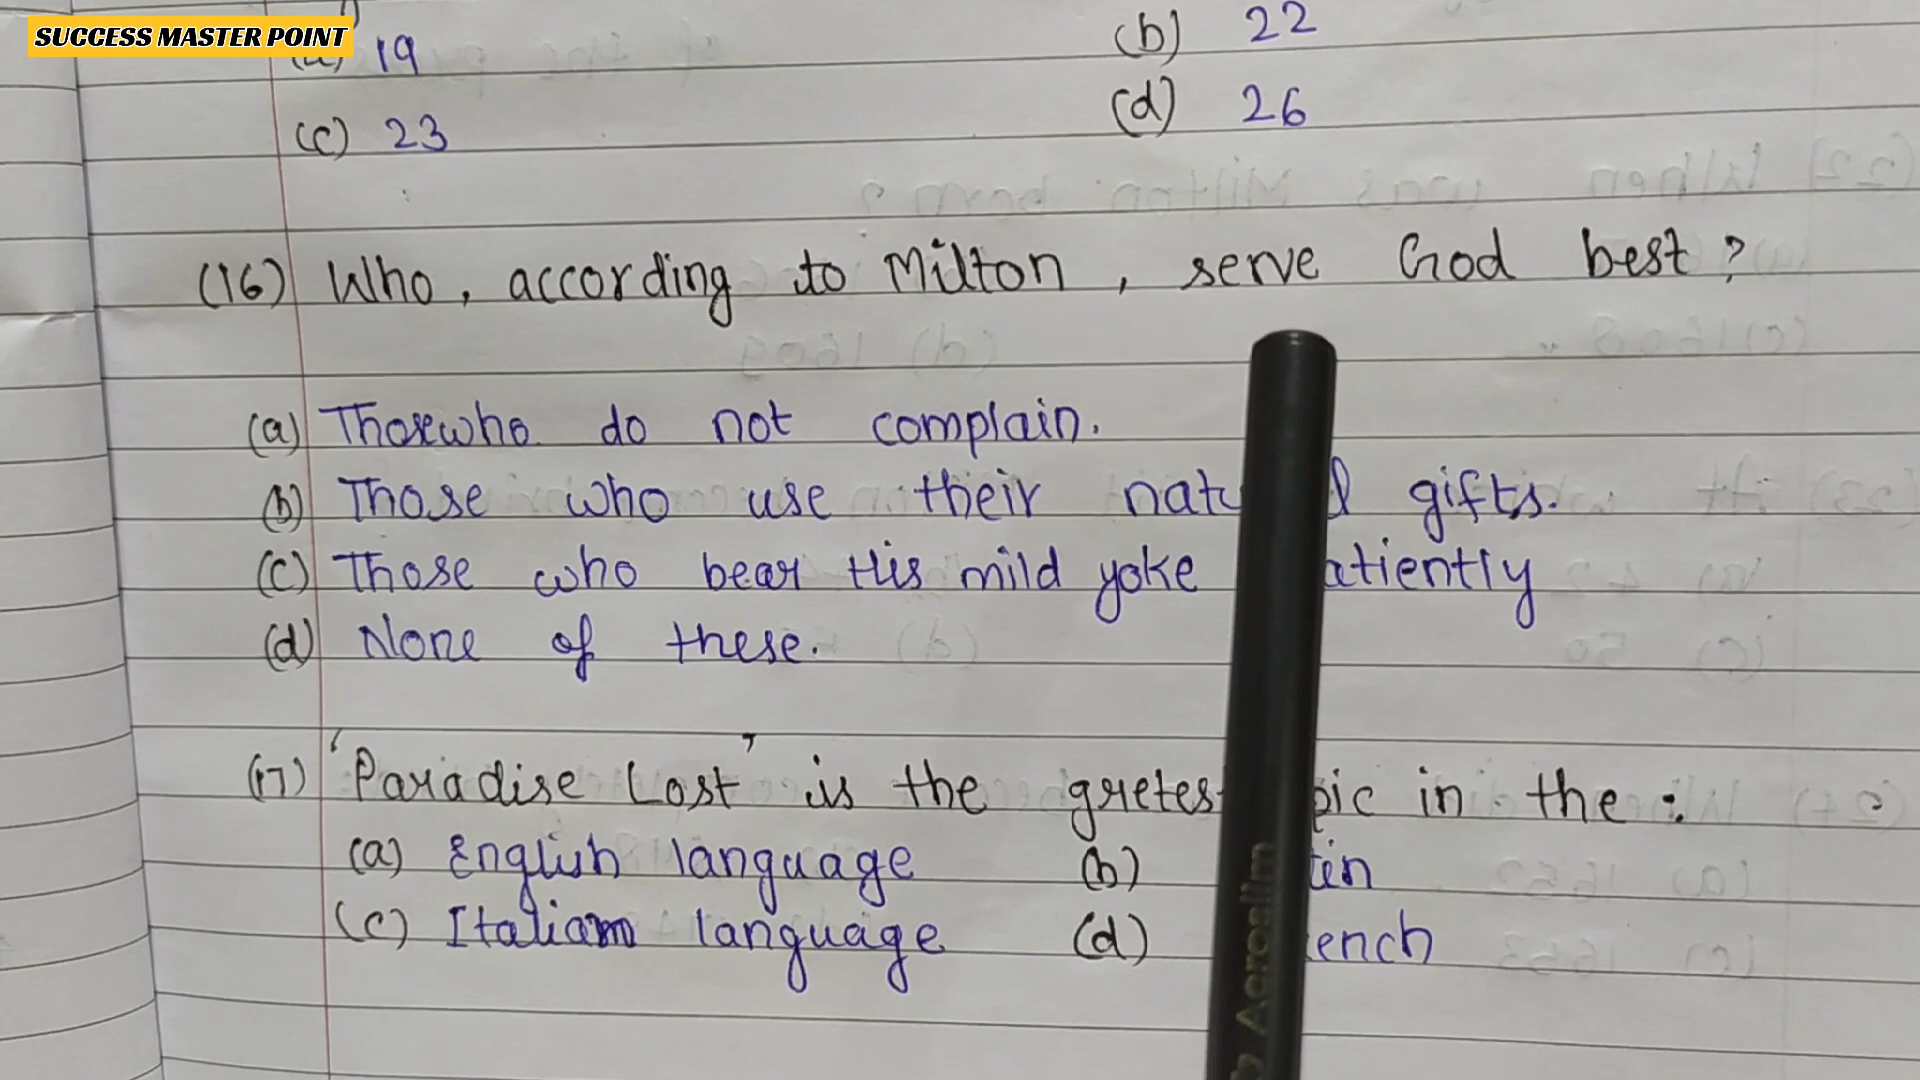 SUCCESS MASTER POINT
19 (b) 22
(c) 23 (d) 26
(16) Who, according to Milton, serve God best?
(a) Those who do not complain.
(b) Those who use their gifts.
(c) Those who bear His mild yoke
(d) None of these.
(17) 'Paradise Lost' is the in the :
(a) English language (b)
(c) Italian language (d)
Aeroslim